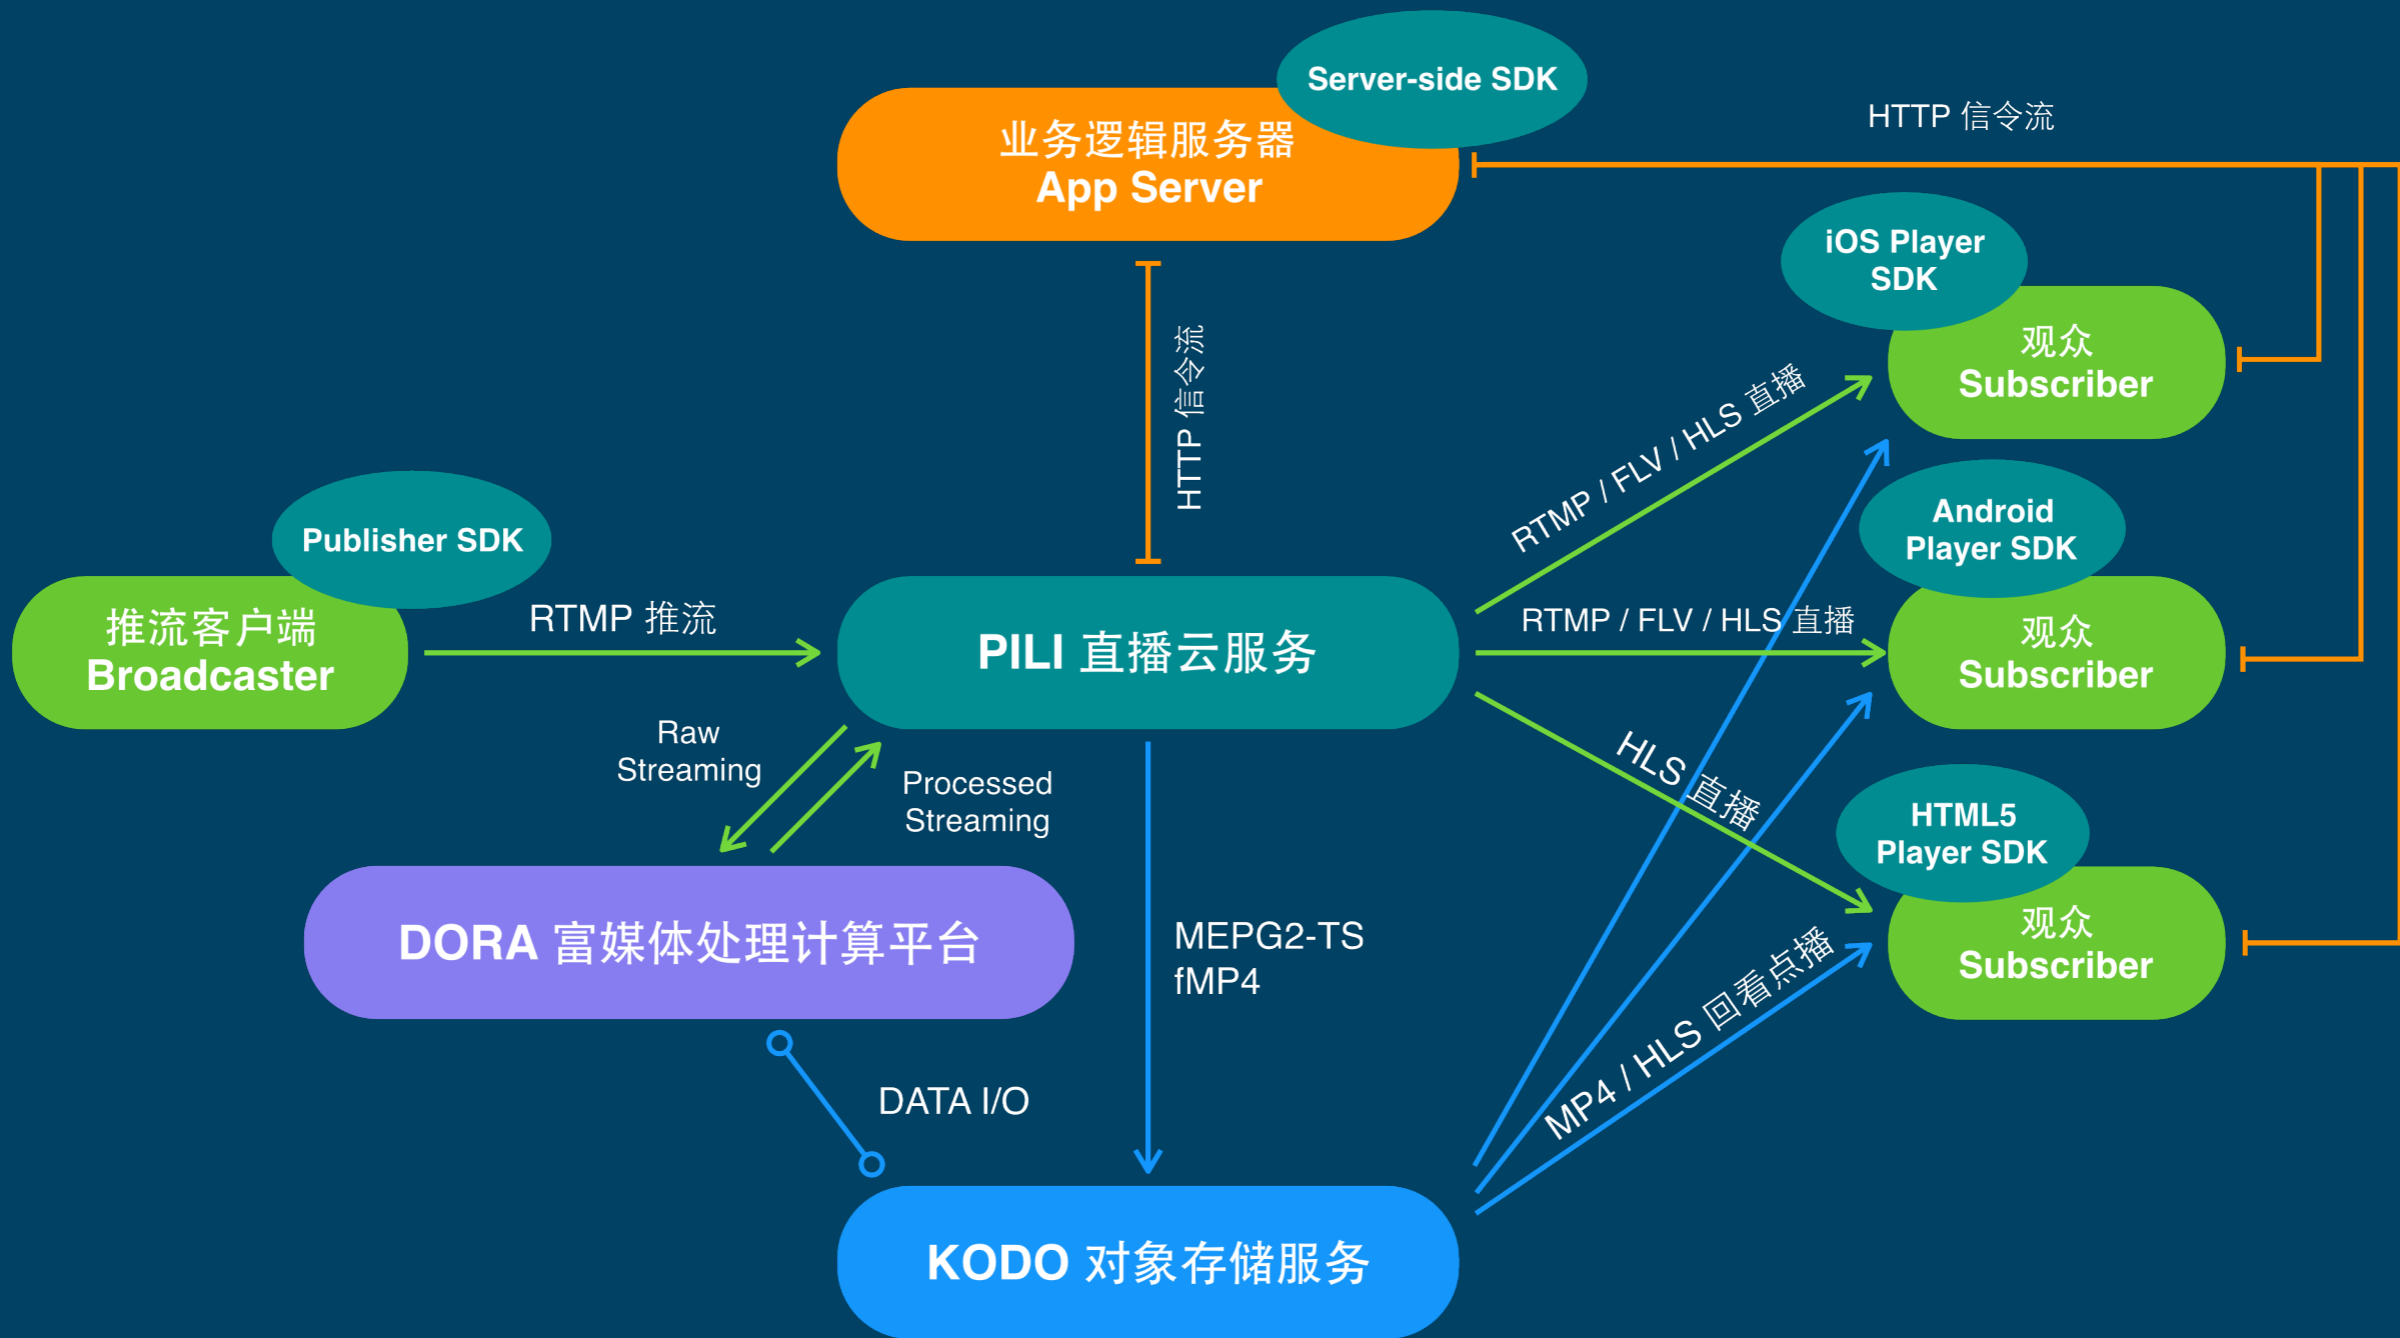 Server-side SDK
业务逻辑服务器
App Server
HTTP 信令流
iOS Player
SDK
观众
Subscriber
HTTP 信令流
RTMP / FLV / HLS 直播
Publisher SDK
推流客户端
Broadcaster
RTMP 推流
PILI 直播云服务
RTMP / FLV / HLS 直播
Android
Player SDK
观众
Subscriber
Raw
Streaming
Processed
Streaming
HLS 直播
HTML5
Player SDK
观众
Subscriber
DORA 富媒体处理计算平台
MEPG2-TS
fMP4
MP4 / HLS 回看点播
DATA I/O
KODO 对象存储服务